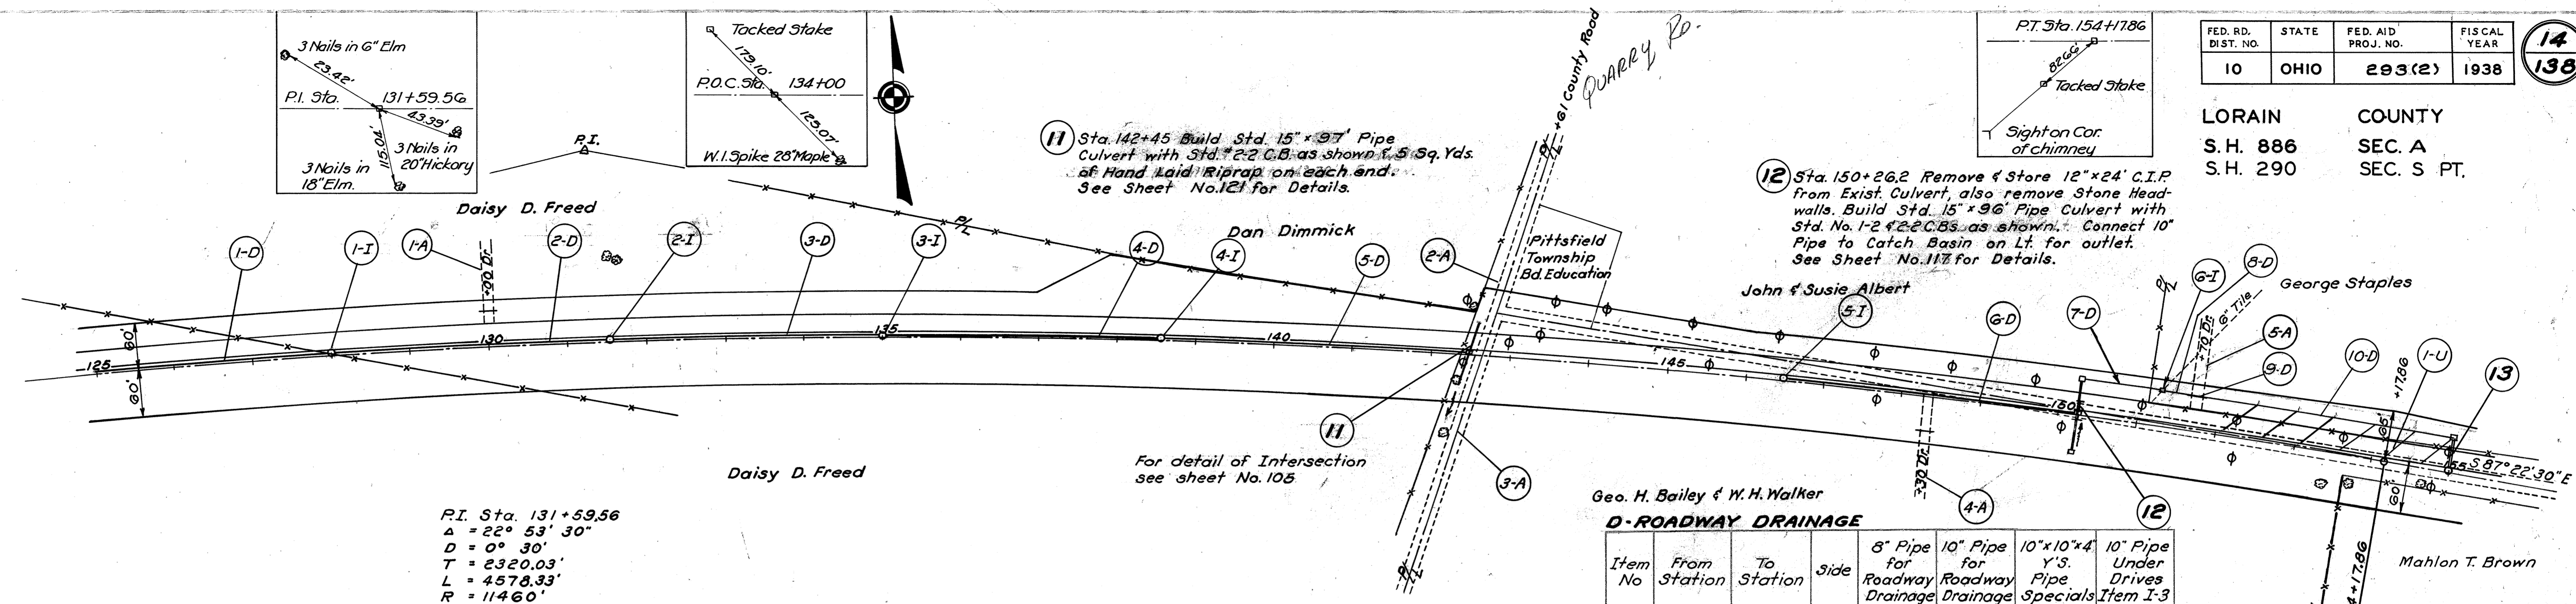 3 Nails in 6" Elm
23.42'
P.I. Sta. 131+59.56
43.39'
115.04'
3 Nails in
20" Hickory
3 Nails in
18" Elm.
Tacked Stake
179.10'
P.O.C. Sta. 134+00
125.07'
W.I. Spike 28" Maple
P.I.
+61 County Road
QUARRY RD.
P.T. Sta. 154+17.86
82.66'
Tacked Stake
Sight on Cor.
of chimney
FED. RD. DIST. NO. STATE FED. AID PROJ. NO. FISCAL YEAR
10 OHIO 293(2) 1938
14
138
LORAIN COUNTY
S.H. 886 SEC. A
S.H. 290 SEC. S PT.
11 Sta. 142+45 Build Std. 15" x 97' Pipe
Culvert with Std. #2-2 C.B. as shown & 5 Sq. Yds.
of Hand Laid Riprap on each end.
See Sheet No. 121 for Details.
12 Sta. 150+26.2 Remove & Store 12" x 24' C.I.P.
from Exist. Culvert, also remove Stone Head-
walls. Build Std. 15" x 96' Pipe Culvert with
Std. No. 1-2 & 2-2 C.B.s. as shown. Connect 10"
Pipe to Catch Basin on Lt. for outlet.
See Sheet No. 117 for Details.
Daisy D. Freed
P/L
Dan Dimmick
Pittsfield
Township
Bd. Education
John & Susie Albert
George Staples
1-D
1-I
1-A
+00 Dr.
2-D
2-I
3-D
3-I
4-D
4-I
5-D
2-A
5-I
6-D
7-D
6-I
8-D
6" Tile
+70 Dr.
5-A
9-D
10-D
1-U
13
125
130
135
140
145
150
155
60'
60'
65'
60'
+17.86
S 87° 22' 30" E
11
For detail of Intersection
see sheet No. 105
3-A
+30 Dr.
4-A
12
Daisy D. Freed
Geo. H. Bailey & W. H. Walker
Mahlon T. Brown
4+17.86
P.I. Sta. 131+59.56
Δ = 22° 53' 30"
D = 0° 30'
T = 2320.03'
L = 4578.33'
R = 11460'
D-ROADWAY DRAINAGE
Item No
From Station
To Station
Side
8" Pipe for Roadway Drainage
10" Pipe for Roadway Drainage
10"x10"x4" Y'S. Pipe Specials
10" Pipe Under Drives Item I-3